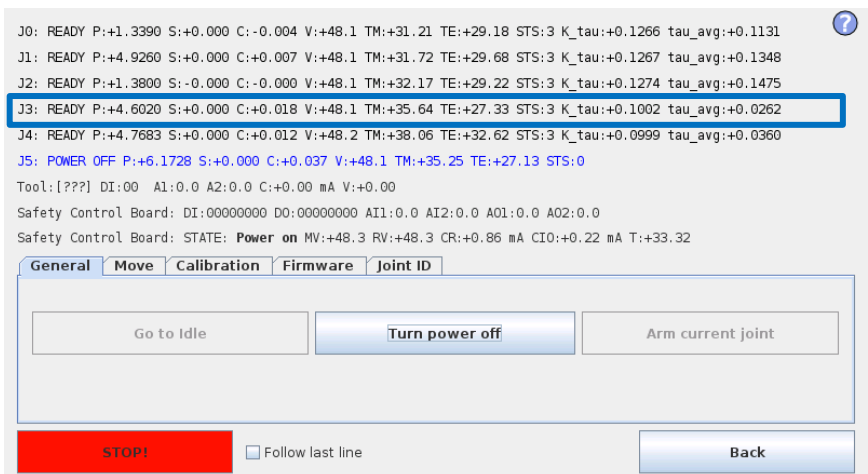 J0: READY P:+1.3390 S:+0.000 C:-0.004 V:+48.1 TM:+31.21 TE:+29.18 STS:3 K_tau:+0.1266 tau_avg:+0.1131
?
J1: READY P:+4.9260 S:+0.000 C:+0.007 V:+48.1 TM:+31.72 TE:+29.68 STS:3 K_tau:+0.1267 tau_avg:+0.1348
J2: READY P:+1.3800 S:-0.000 C:-0.000 V:+48.1 TM:+32.17 TE:+29.22 STS:3 K_tau:+0.1274 tau_avg:+0.1475
J3: READY P:+4.6020 S:+0.000 C:+0.018 V:+48.1 TM:+35.64 TE:+27.33 STS:3 K_tau:+0.1002 tau_avg:+0.0262
J4: READY P:+4.7683 S:+0.000 C:+0.012 V:+48.2 TM:+38.06 TE:+32.62 STS:3 K_tau:+0.0999 tau_avg:+0.0360
J5: POWER OFF P:+6.1728 S:+0.000 C:+0.037 V:+48.1 TM:+35.25 TE:+27.13 STS:0
Tool:[???] DI:00 A1:0.0 A2:0.0 C:+0.00 mA V:+0.00
Safety Control Board: DI:00000000 DO:00000000 AI1:0.0 AI2:0.0 AO1:0.0 AO2:0.0
Safety Control Board: STATE: Power on MV:+48.3 RV:+48.3 CR:+0.86 mA CIO:+0.22 mA T:+33.32
General Move Calibration Firmware Joint ID
Go to Idle Turn power off Arm current joint
STOP! Follow last line Back